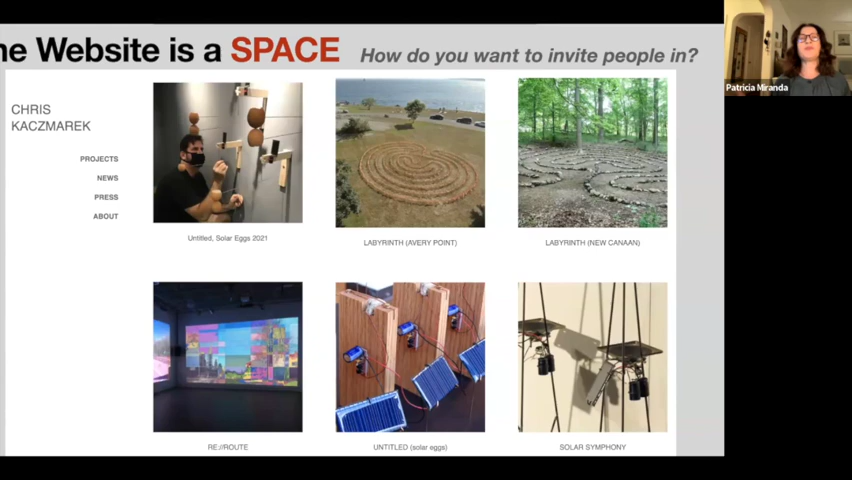 he Website is a SPACE How do you want to invite people in?
Patricia Miranda
CHRIS
KACZMAREK
PROJECTS
NEWS
PRESS
ABOUT
Untitled, Solar Eggs 2021
LABYRINTH (AVERY POINT)
LABYRINTH (NEW CANAAN)
RE://ROUTE
UNTITLED (solar eggs)
SOLAR SYMPHONY